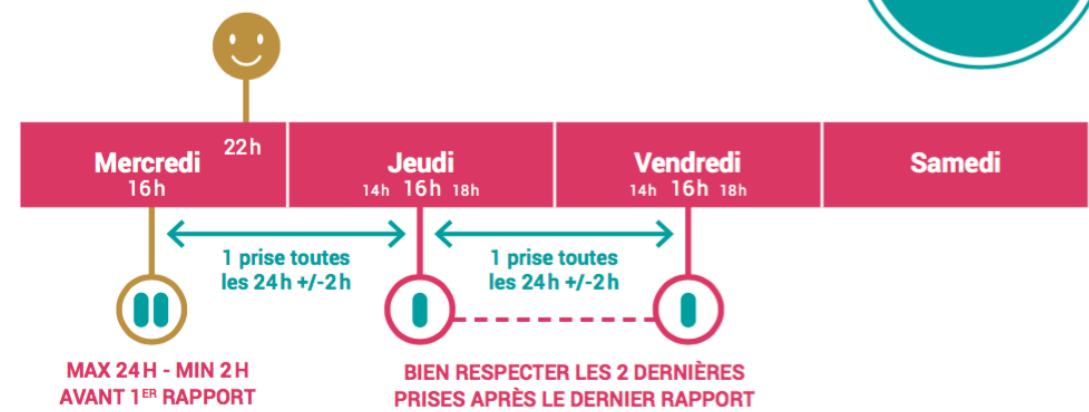 22h
Mercredi
16h
Jeudi
14h 16h 18h
Vendredi
14h 16h 18h
Samedi
1 prise toutes
les 24h +/-2h
1 prise toutes
les 24h +/-2h
MAX 24H - MIN 2H
AVANT 1ER RAPPORT
BIEN RESPECTER LES 2 DERNIÈRES
PRISES APRÈS LE DERNIER RAPPORT